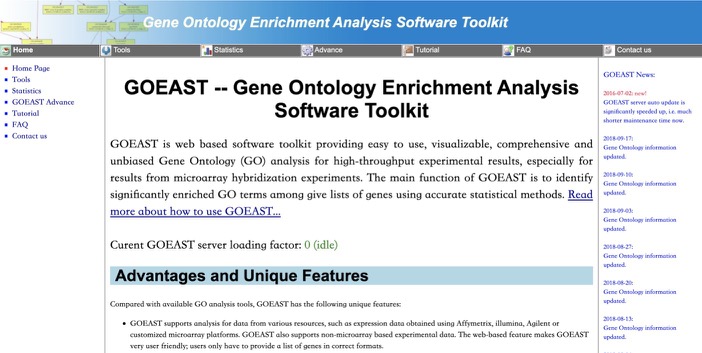 Gene Ontology Enrichment Analysis Software Toolkit
Home
Tools
Statistics
Advance
Tutorial
FAQ
Contact us
Home Page
Tools
Statistics
GOEAST Advance
Tutorial
FAQ
Contact us
GOEAST -- Gene Ontology Enrichment Analysis
Software Toolkit
GOEAST is web based software toolkit providing easy to use, visualizable, comprehensive and
unbiased Gene Ontology (GO) analysis for high-throughput experimental results, especially for
results from microarray hybridization experiments. The main function of GOEAST is to identify
significantly enriched GO terms among give lists of genes using accurate statistical methods. Read
more about how to use GOEAST...
Curent GOEAST server loading factor: 0 (idle)
Advantages and Unique Features
Compared with available GO analysis tools, GOEAST has the following unique features:
GOEAST supports analysis for data from various resources, such as expression data obtained using Affymetrix, illumina, Agilent or
customized microarray platforms. GOEAST also supports non-microarray based experimental data. The web-based feature makes GOEAST
very user friendly; users only have to provide a list of genes in correct formats.
GOEAST News:
2016-07-02: new!
GOEAST server auto update is
significantly speeded up, i.e. much
shorter maintenance time now.
2018-09-17:
Gene Ontology information
updated.
2018-09-10:
Gene Ontology information
updated.
2018-09-03:
Gene Ontology information
updated.
2018-08-27:
Gene Ontology information
updated.
2018-08-20:
Gene Ontology information
updated.
2018-08-13:
Gene Ontology information
updated.